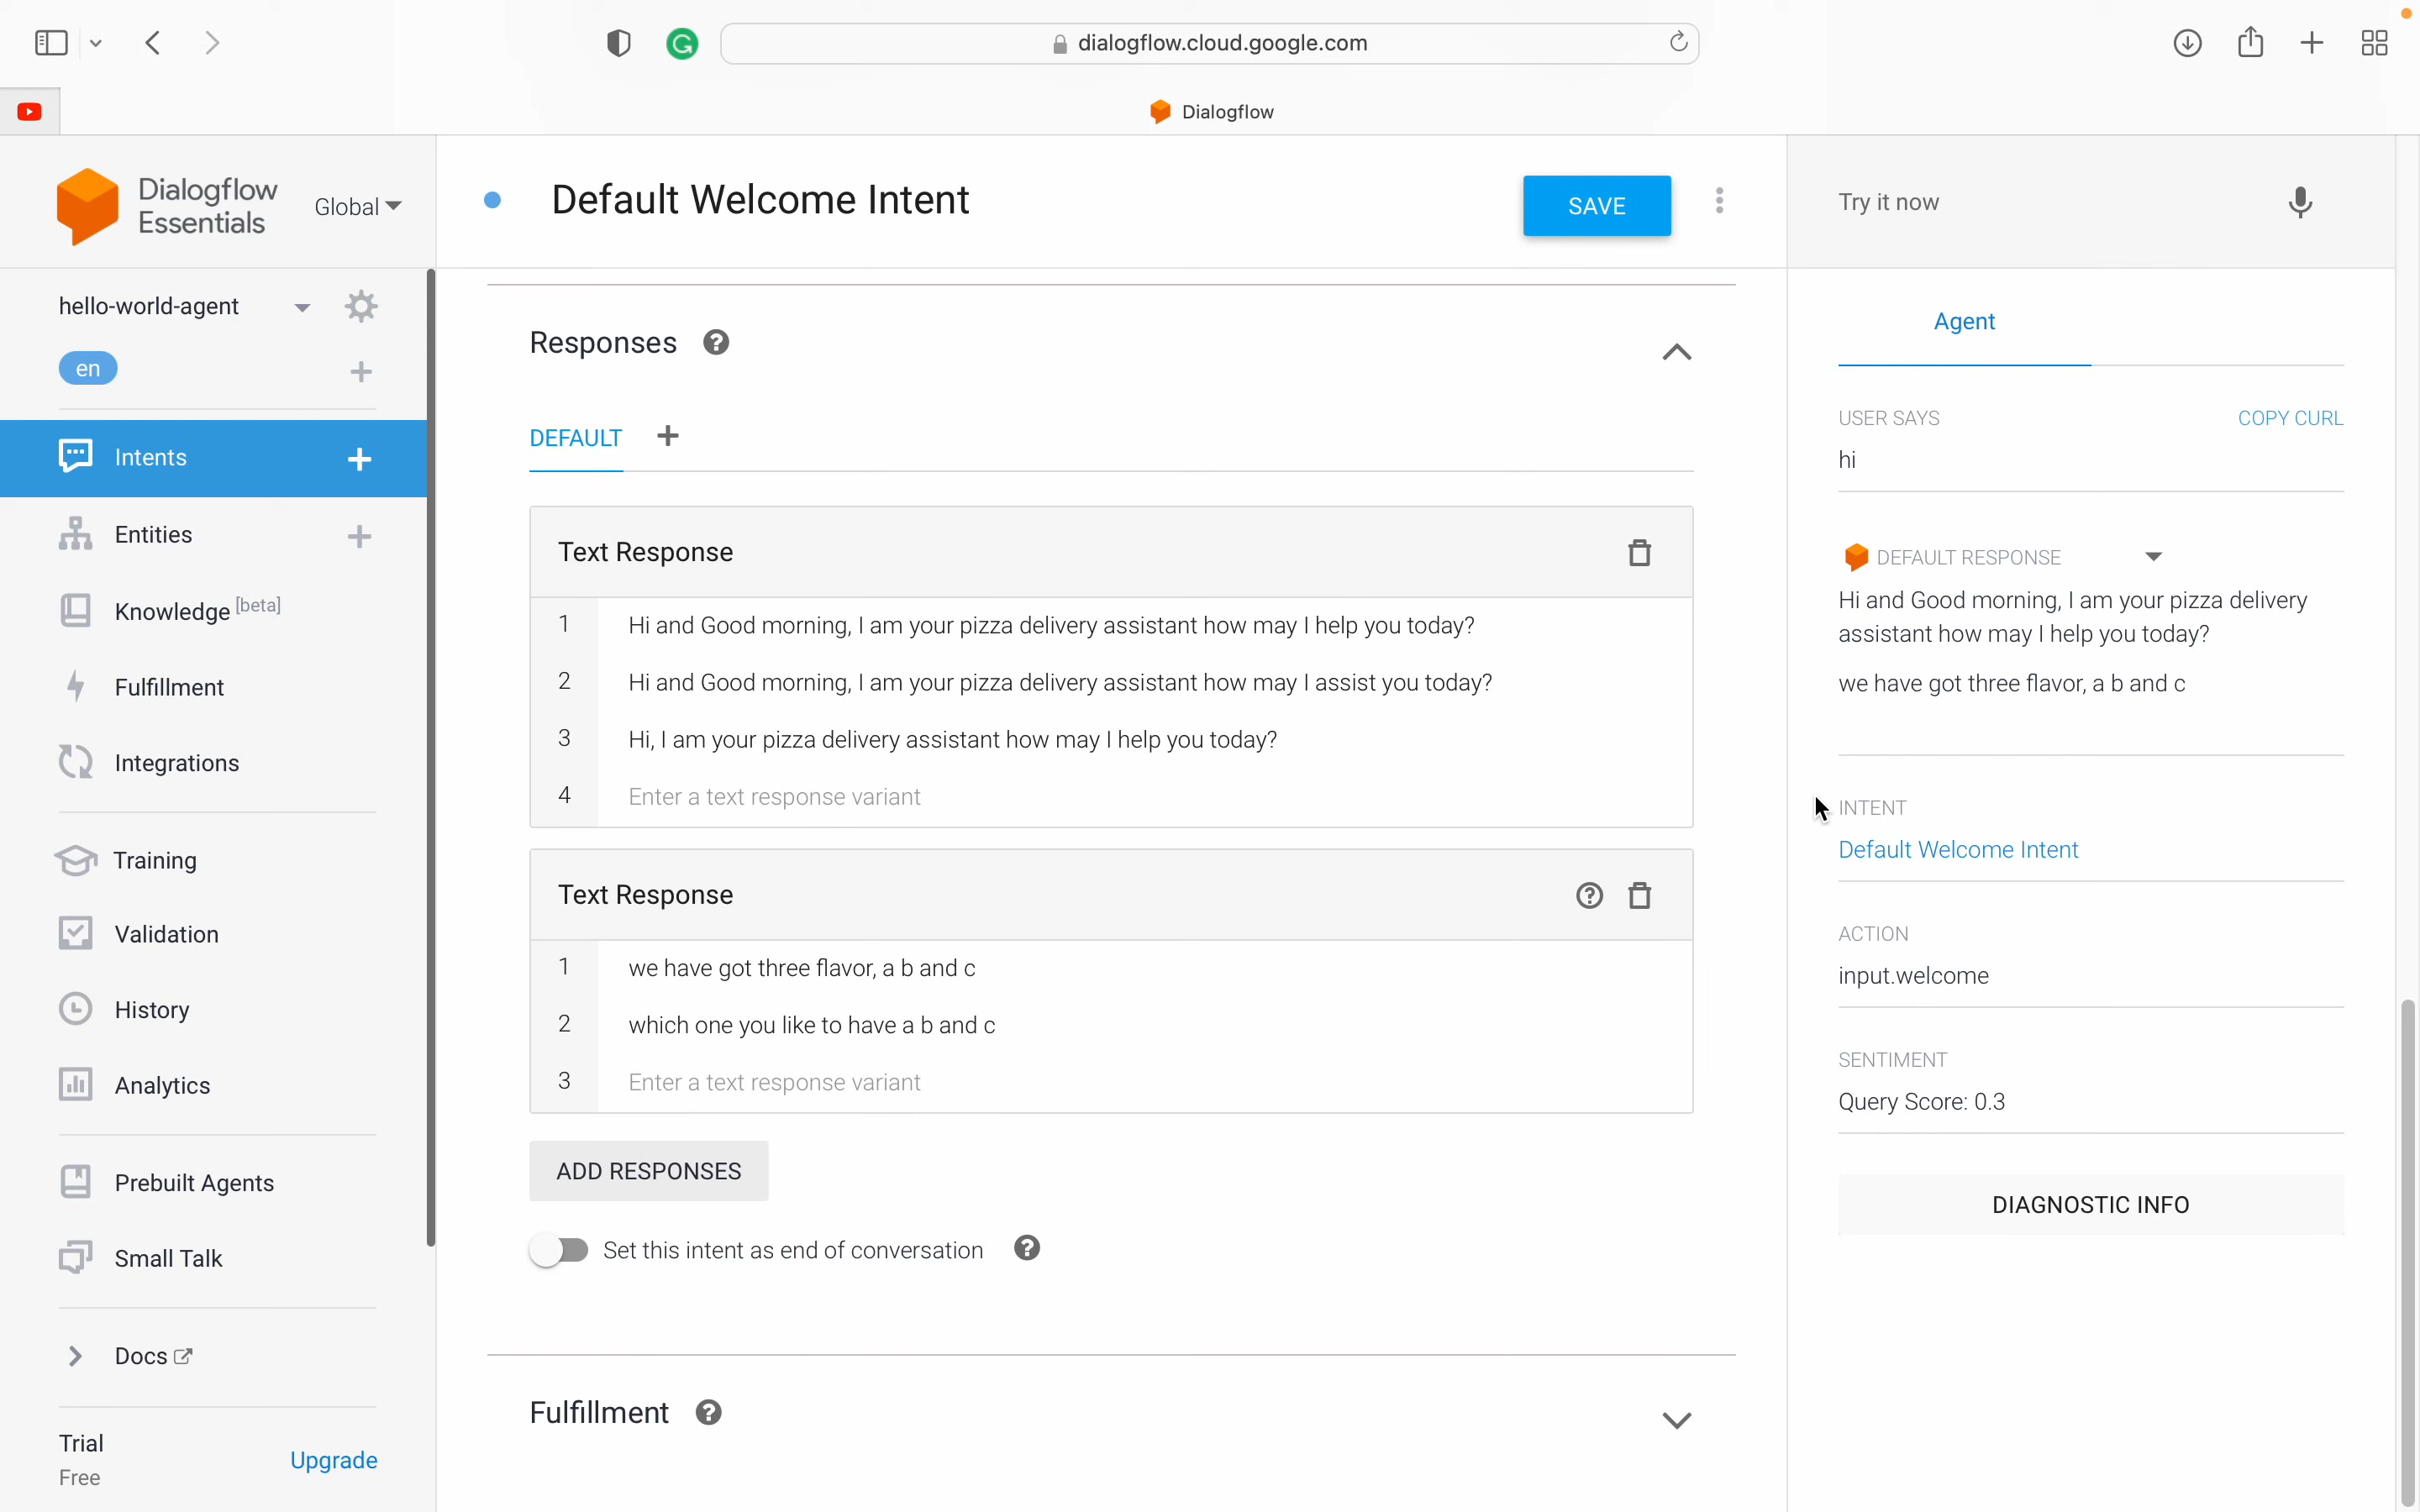 dialogflow.cloud.google.com
Dialogflow
Dialogflow
Essentials
Global
Default Welcome Intent
SAVE
Try it now
hello-world-agent
en
Intents
Entities
Knowledge [beta]
Fulfillment
Integrations
Training
Validation
History
Analytics
Prebuilt Agents
Small Talk
Docs
Trial
Free
Upgrade
Responses
DEFAULT
Text Response
1 Hi and Good morning, I am your pizza delivery assistant how may I help you today?
2 Hi and Good morning, I am your pizza delivery assistant how may I assist you today?
3 Hi, I am your pizza delivery assistant how may I help you today?
4 Enter a text response variant
Text Response
1 we have got three flavor, a b and c
2 which one you like to have a b and c
3 Enter a text response variant
ADD RESPONSES
Set this intent as end of conversation
Fulfillment
Agent
USER SAYS
COPY CURL
hi
DEFAULT RESPONSE
Hi and Good morning, I am your pizza delivery
assistant how may I help you today?
we have got three flavor, a b and c
INTENT
Default Welcome Intent
ACTION
input.welcome
SENTIMENT
Query Score: 0.3
DIAGNOSTIC INFO